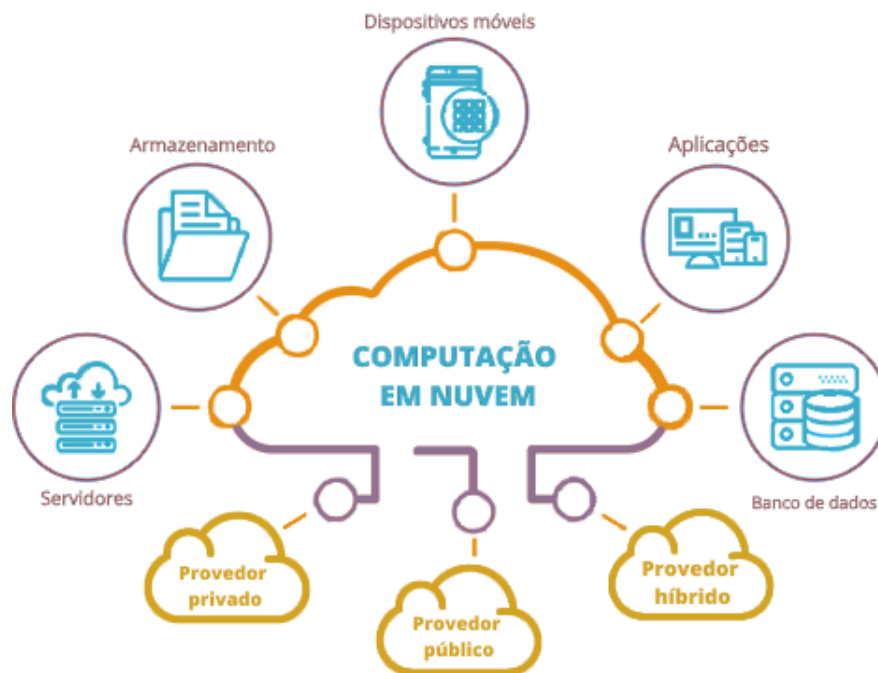 Dispositivos móveis
Armazenamento
Aplicações
COMPUTAÇÃO
EM NUVEM
Servidores
Banco de dados
Provedor
privado
Provedor
público
Provedor
híbrido